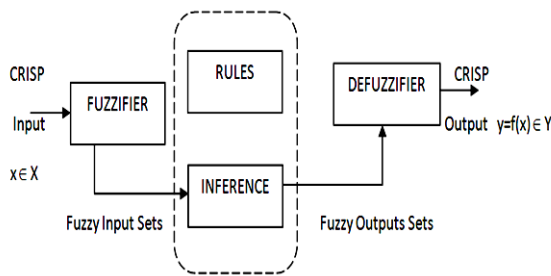 CRISP
Input
x ∈ X
FUZZIFIER
Fuzzy Input Sets
RULES
INFERENCE
Fuzzy Outputs Sets
DEFUZZIFIER
CRISP
Output y=f(x) ∈ Y